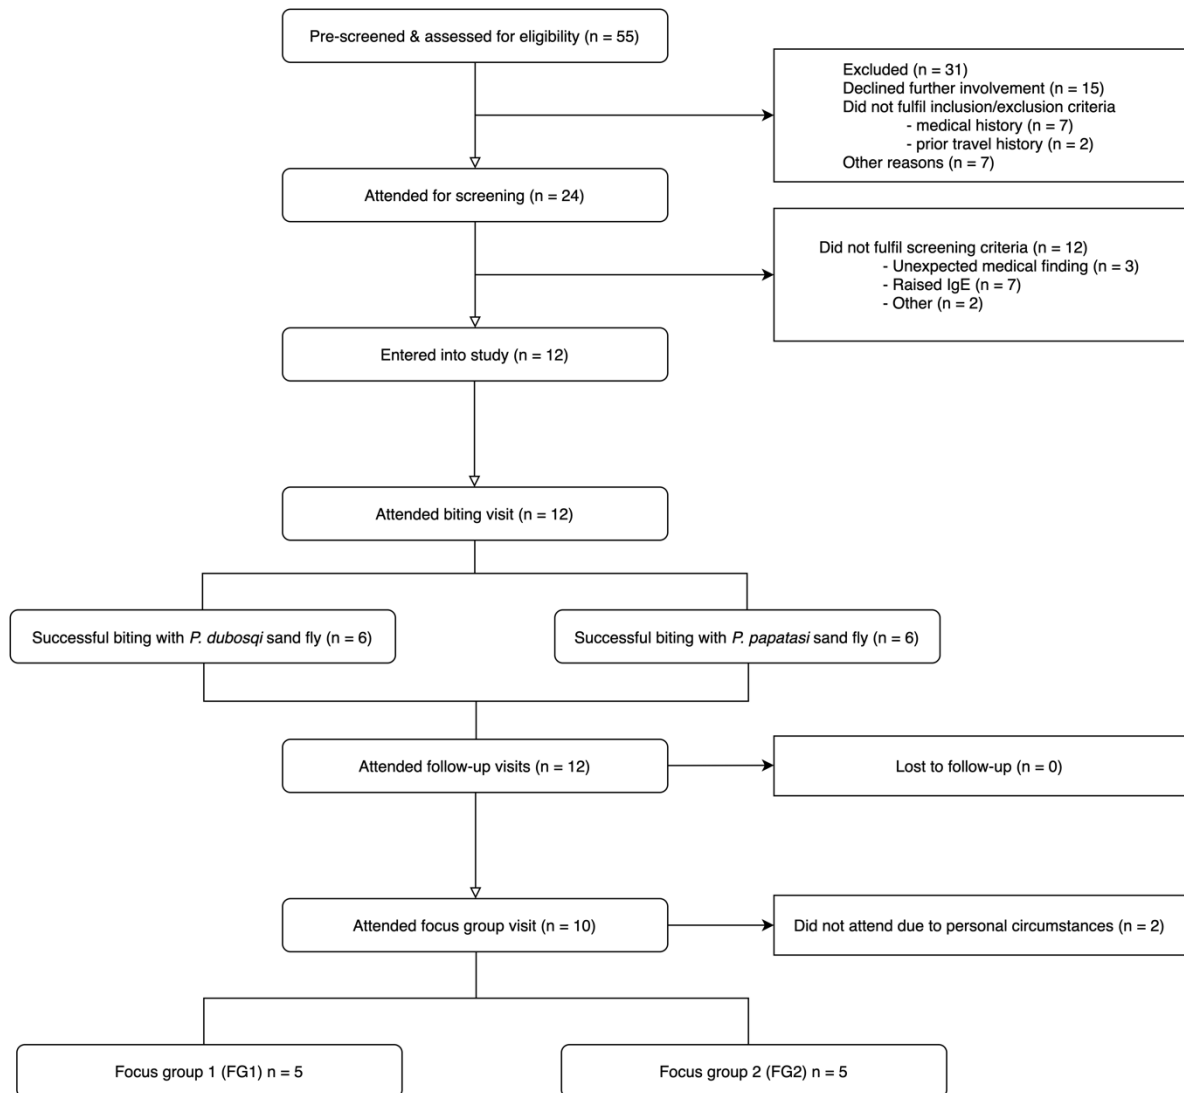 Pre-screened & assessed for eligibility (n = 55)
Excluded (n = 31)
Declined further involvement (n = 15)
Did not fulfil inclusion/exclusion criteria
- medical history (n = 7)
- prior travel history (n = 2)
Other reasons (n = 7)
Attended for screening (n = 24)
Did not fulfil screening criteria (n = 12)
- Unexpected medical finding (n = 3)
- Raised IgE (n = 7)
- Other (n = 2)
Entered into study (n = 12)
Attended biting visit (n = 12)
Successful biting with P. dubosqi sand fly (n = 6)
Successful biting with P. papatasi sand fly (n = 6)
Attended follow-up visits (n = 12)
Lost to follow-up (n = 0)
Attended focus group visit (n = 10)
Did not attend due to personal circumstances (n = 2)
Focus group 1 (FG1) n = 5
Focus group 2 (FG2) n = 5